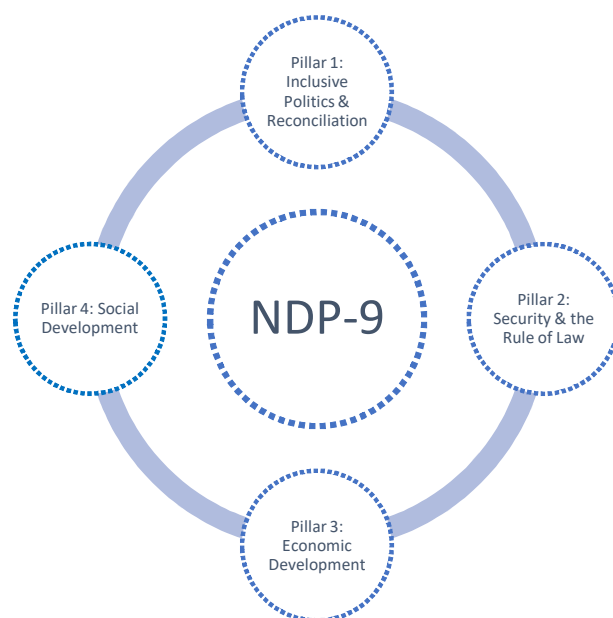 Pillar 1:
Inclusive
Politics &
Reconciliation
Pillar 4: Social
Development
NDP-9
Pillar 2:
Security & the
Rule of Law
Pillar 3:
Economic
Development